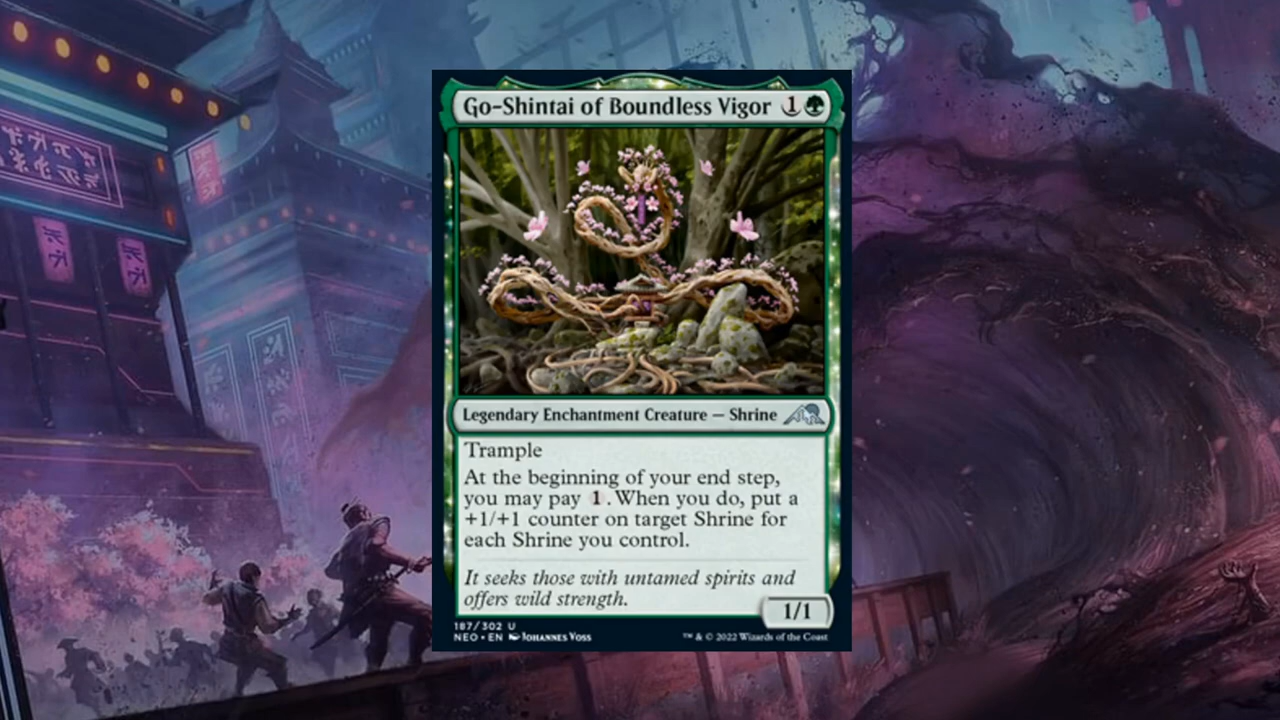 Go-Shintai of Boundless Vigor 1
Legendary Enchantment Creature — Shrine
Trample
At the beginning of your end step,
you may pay 1.When you do, put a
+1/+1 counter on target Shrine for
each Shrine you control.
It seeks those with untamed spirits and
offers wild strength.
1/1
187/302 U
NEO • EN Johannes Voss
™ & © 2022 Wizards of the Coast